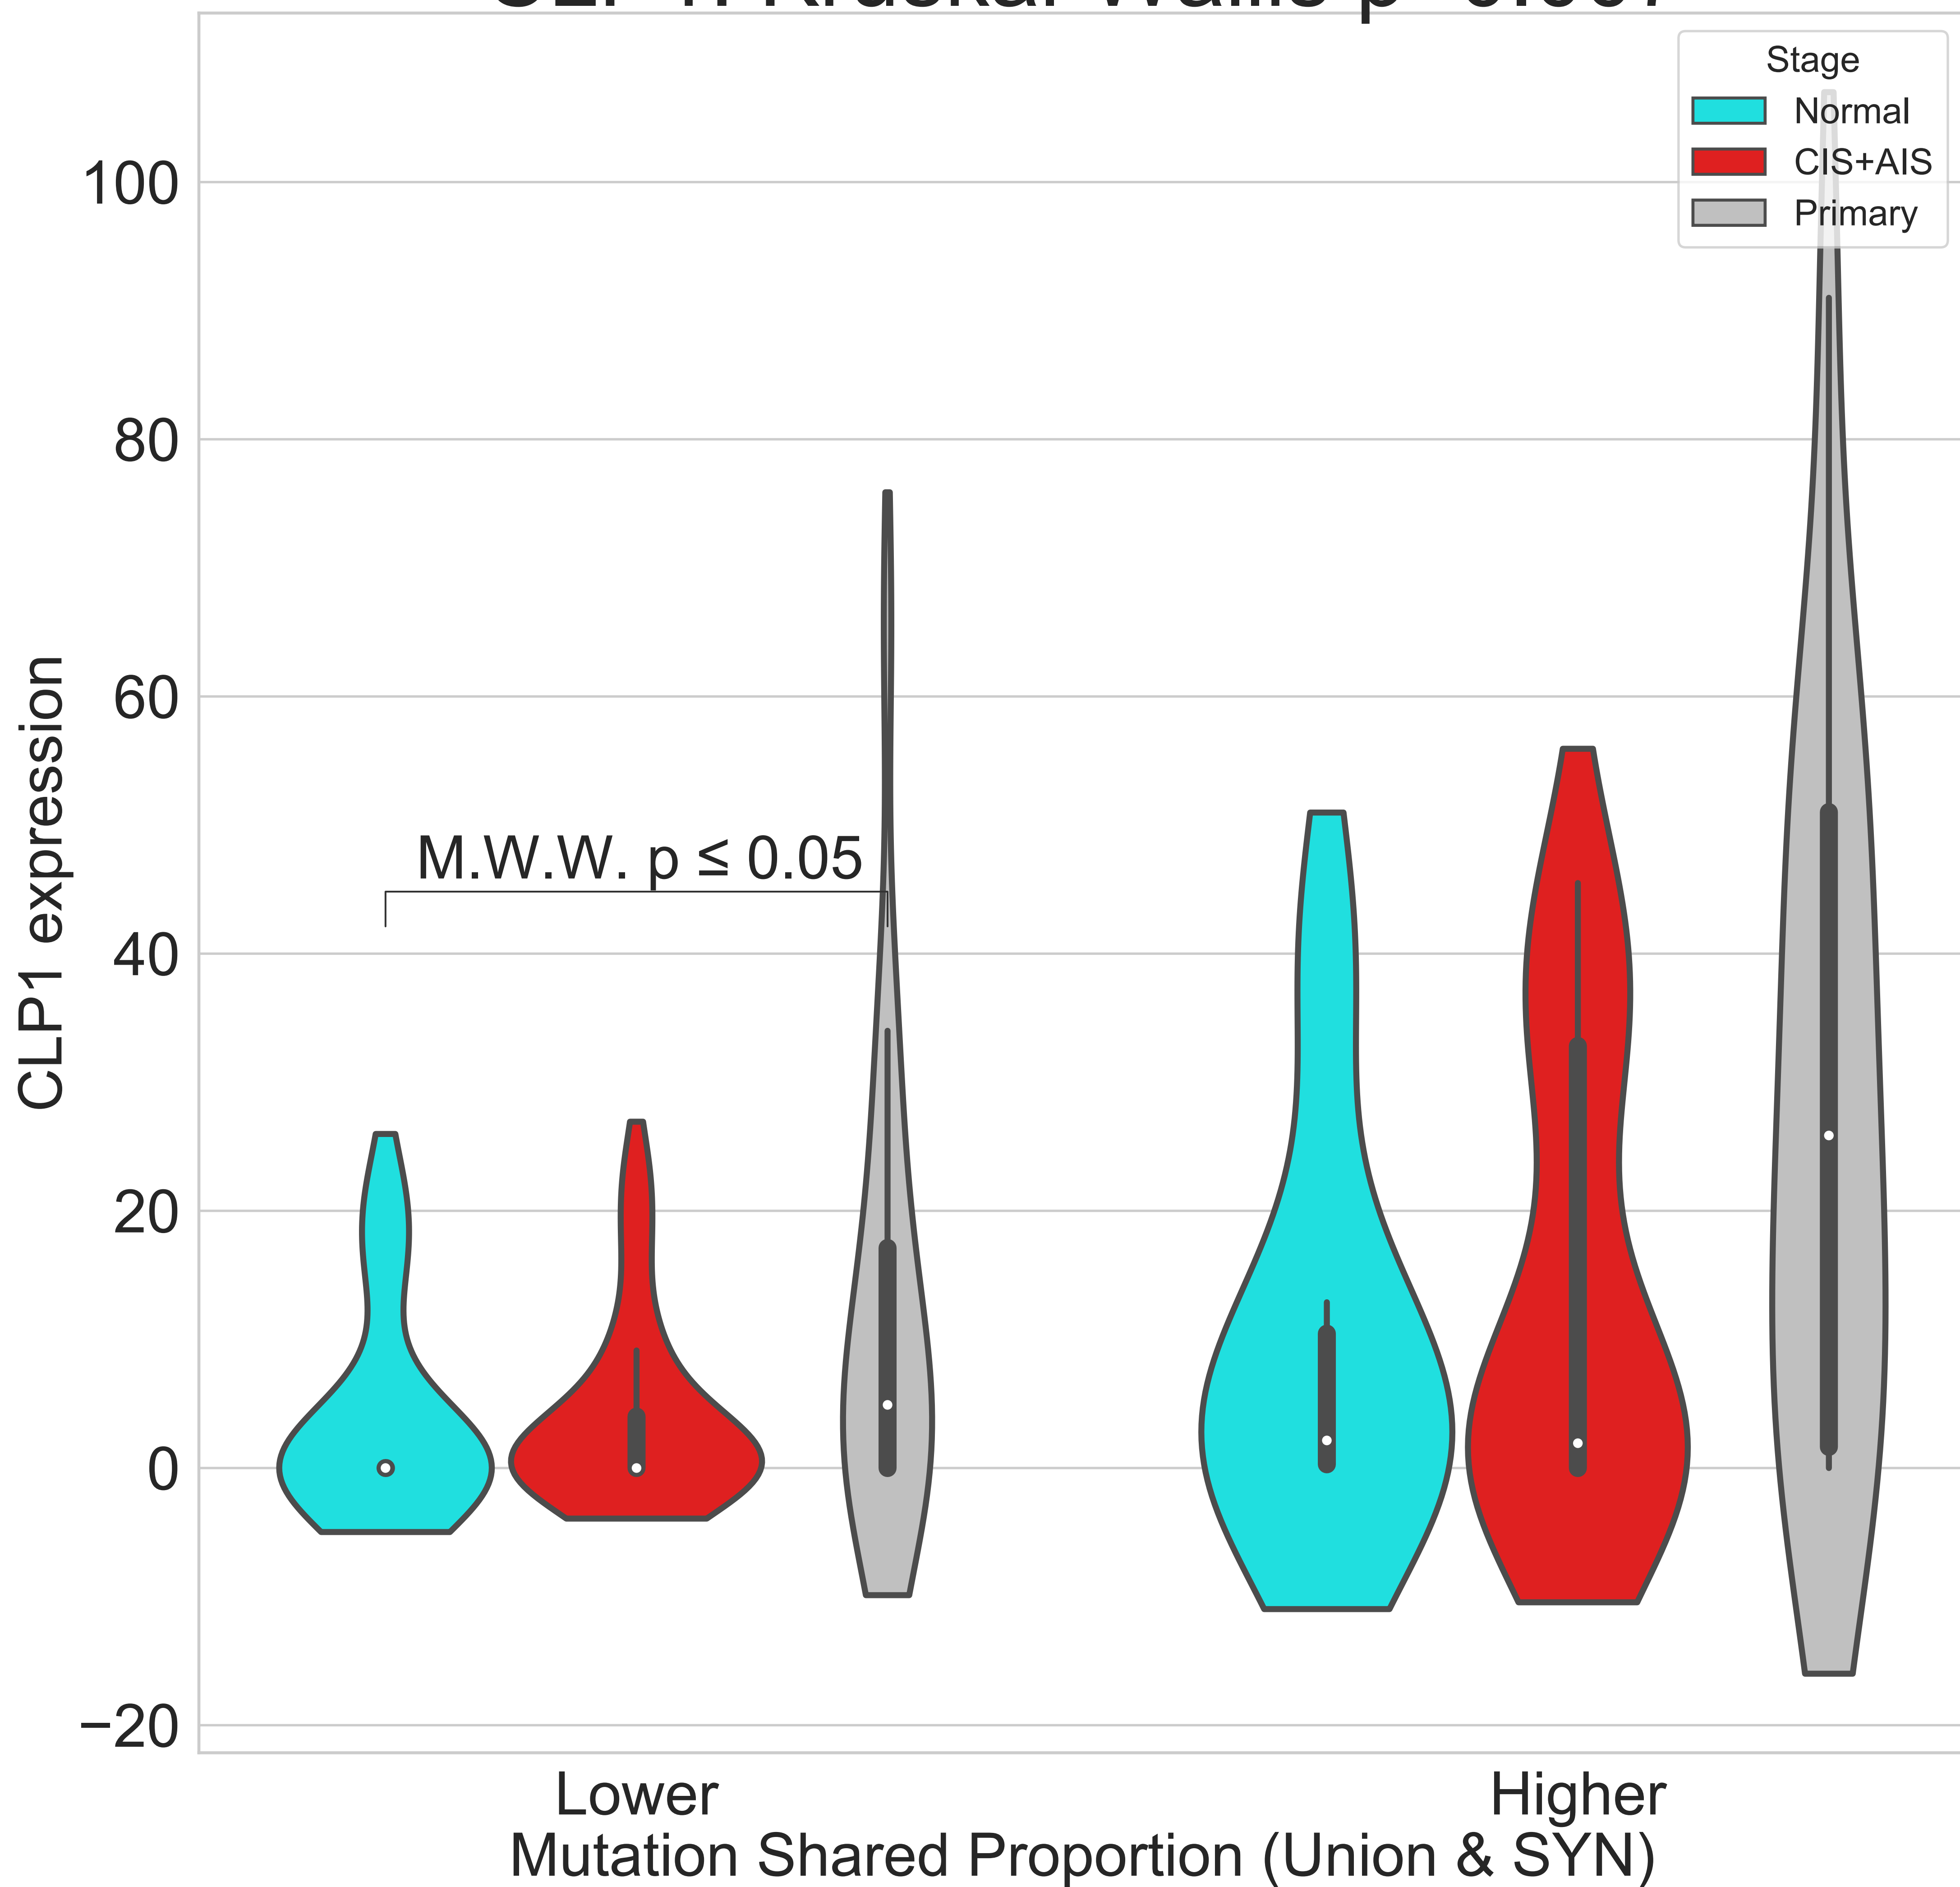 Stage
Normal
CIS+AIS
Primary
100
80
60
40
20
0
−20
CLP1 expression
M.W.W. p ≤ 0.05
Lower
Higher
Mutation Shared Proportion (Union & SYN)